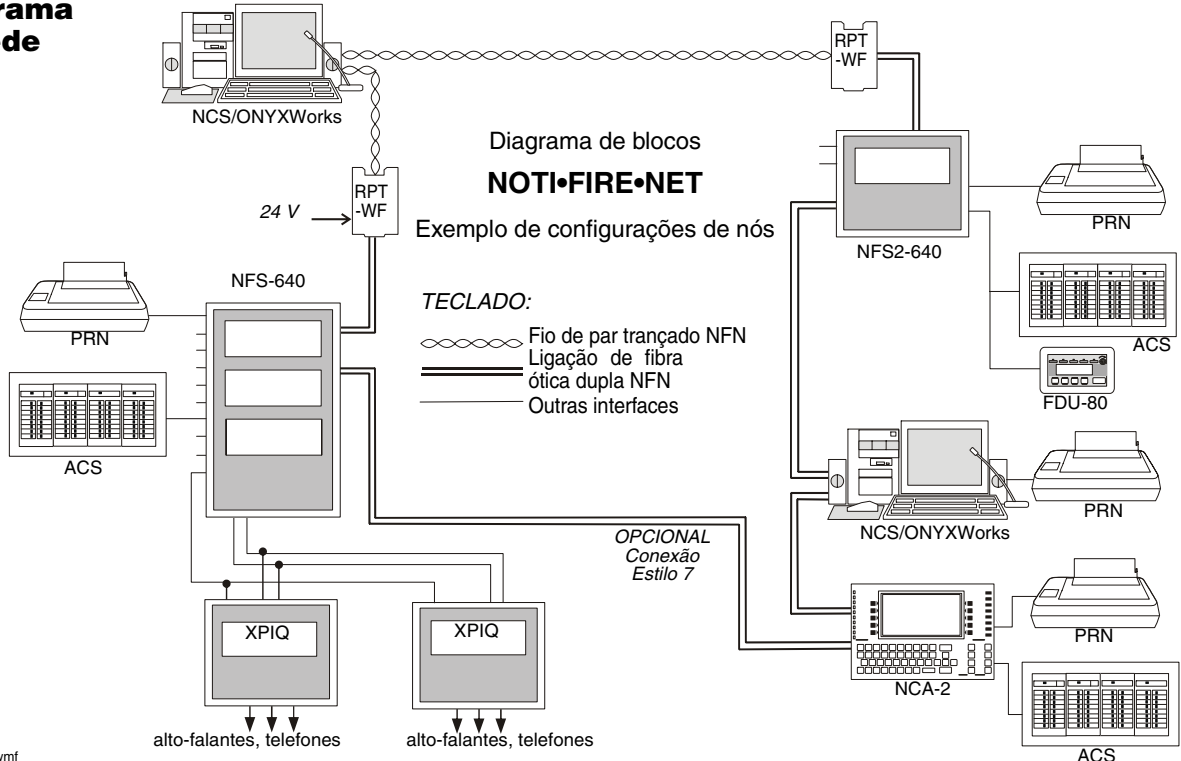 rama
de
NCS/ONYXWorks
RPT
-WF
Diagrama de blocos
NOTI•FIRE•NET
Exemplo de configurações de nós
RPT
-WF
24 V
NFS2-640
PRN
ACS
FDU-80
NFS-640
PRN
ACS
TECLADO:
Fio de par trançado NFN
Ligação de fibra
ótica dupla NFN
Outras interfaces
NCS/ONYXWorks
PRN
OPCIONAL
Conexão
Estilo 7
XPIQ
XPIQ
NCA-2
PRN
ACS
alto-falantes, telefones
alto-falantes, telefones